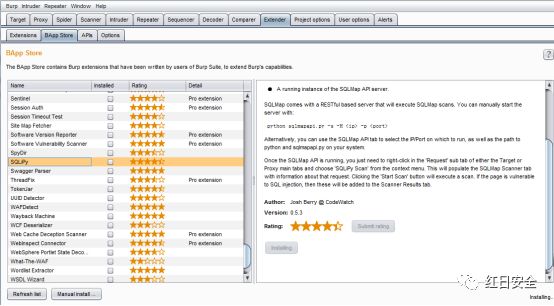 Burp Intruder Repeater Window Help
Target Proxy Spider Scanner Intruder Repeater Sequencer Decoder Comparer Extender Project options User options Alerts
Extensions BApp Store APIs Options
?
BApp Store
The BApp Store contains Burp extensions that have been written by users of Burp Suite, to extend Burp's capabilities.
Name Installed Rating Detail
Sentinel Pro extension
Session Auth Pro extension
Session Timeout Test
Site Map Fetcher
Software Version Reporter Pro extension
Software Vulnerability Scanner Pro extension
SpyDir
SQLiPy
Swagger Parser
ThreadFix Pro extension
TokenJar
UUID Detector
WAFDetect
Wayback Machine
WCF Deserializer
Web Cache Deception Scanner Pro extension
WebInspect Connector Pro extension
WebSphere Portlet State Deco...
What-The-WAF
Wordlist Extractor
WSDL Wizard
Refresh list Manual install ...
A running instance of the SQLMap API server.
SQLMap comes with a RESTful based server that will execute SQLMap scans. You can manually start
the server with:
python sqlmapapi.py -s -H (ip) -p (port)
Alternatively, you can use the SQLMap API tab to select the IP/Port on which to run, as well as the path to
python and sqlmapapi.py on your system.
Once the SQLMap API is running, you just need to right-click in the 'Request' sub tab of either the Target or
Proxy main tabs and choose 'SQLiPy Scan' from the context menu. This will populate the SQLMap Scanner
tab with information about that request. Clicking the 'Start Scan' button will execute a scan. If the page is vulnerable
to SQL injection, then these will be added to the Scanner Results tab.
Author: Josh Berry @ CodeWatch
Version: 0.5.3
Rating: Submit rating
Installing
红日安全
Installing...